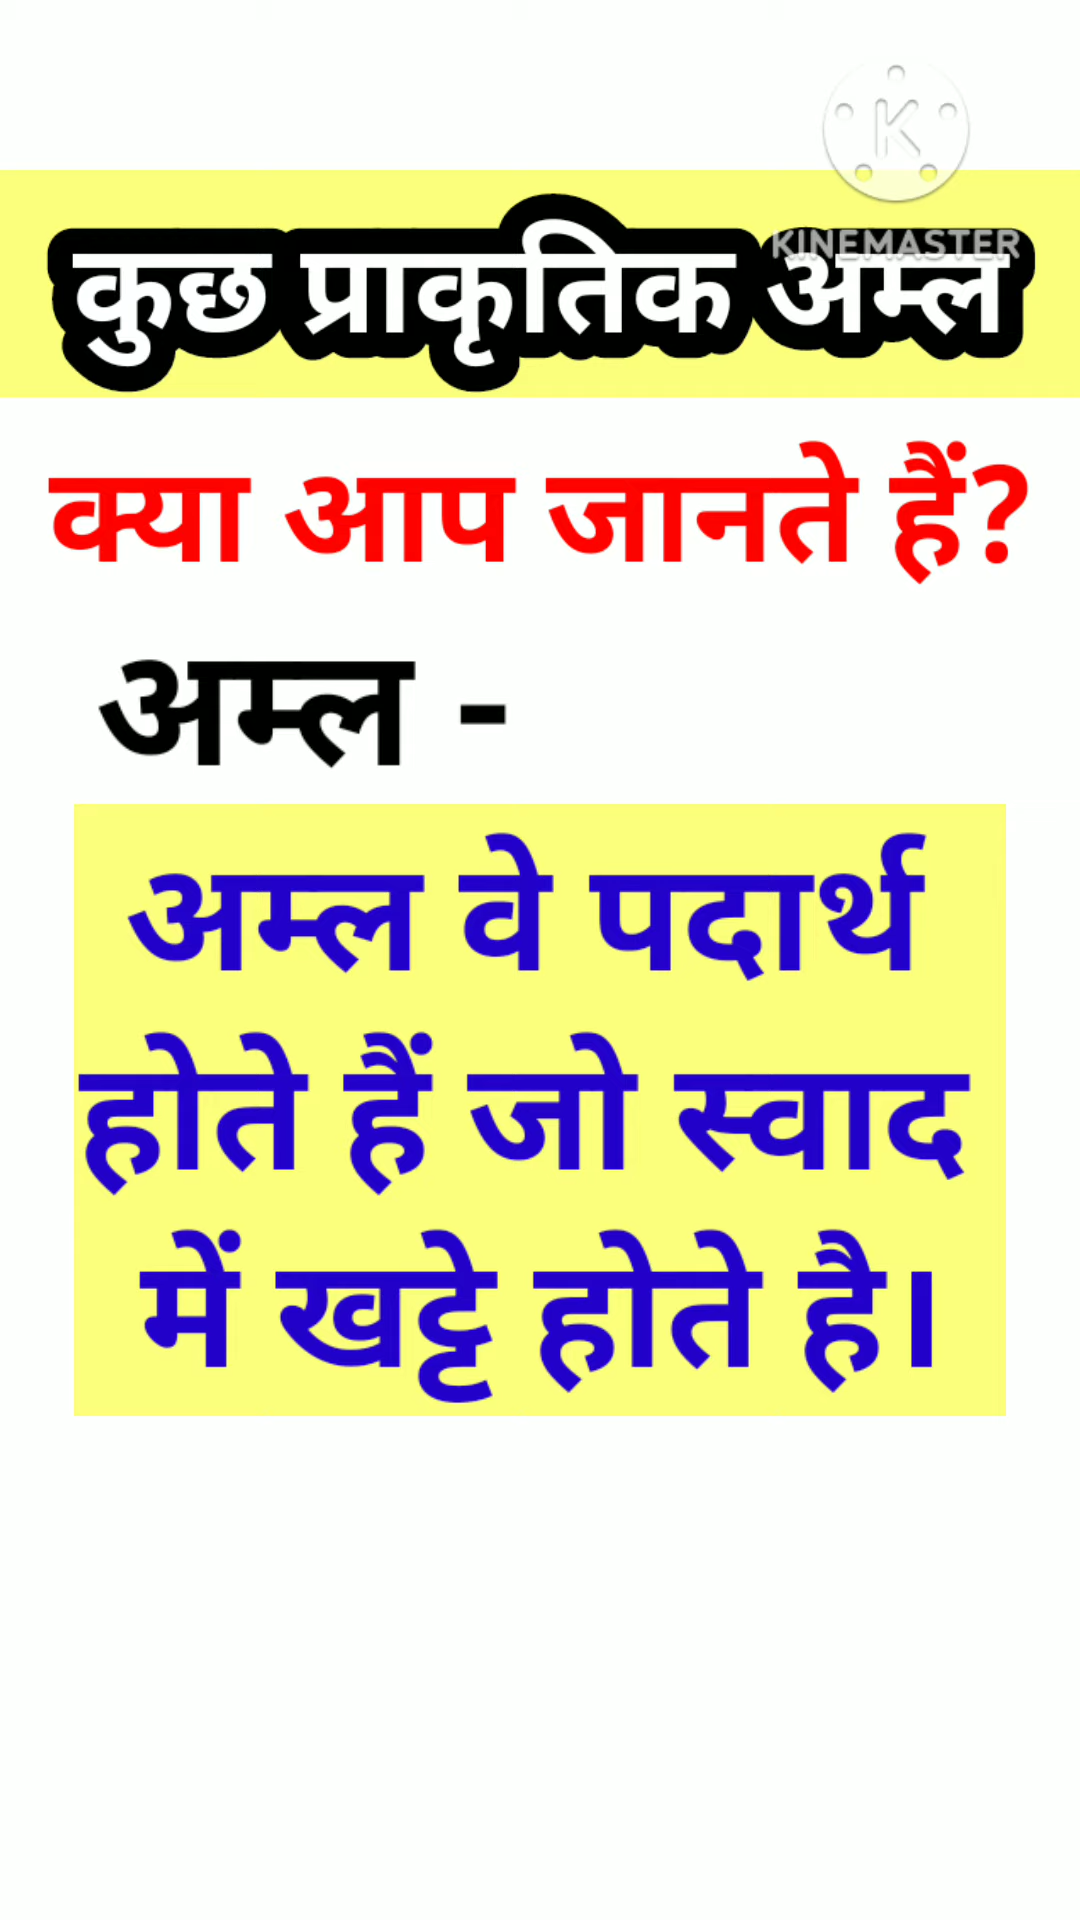 KINEMASTER
कुछ प्राकृतिक अम्ल
क्या आप जानते हैं?
अम्ल -
अम्ल वे पदार्थ
होते हैं जो स्वाद
में खट्टे होते है।